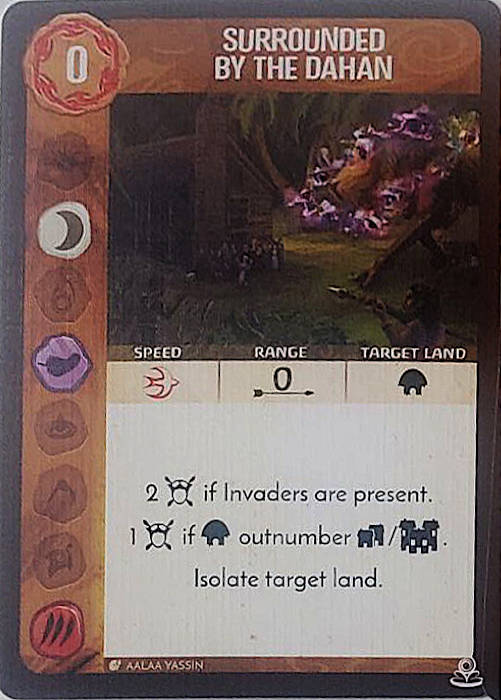 0
SURROUNDED
BY THE DAHAN
SPEED RANGE TARGET LAND
0
2 if Invaders are present.
1 if outnumber / .
Isolate target land.
AALAA YASSIN